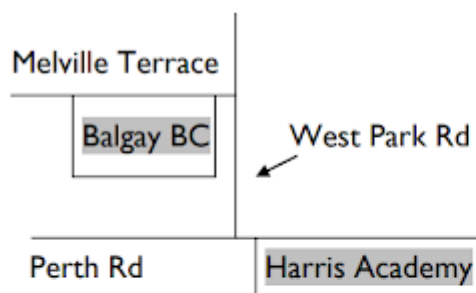 Melville Terrace
Balgay BC
West Park Rd
Perth Rd
Harris Academy